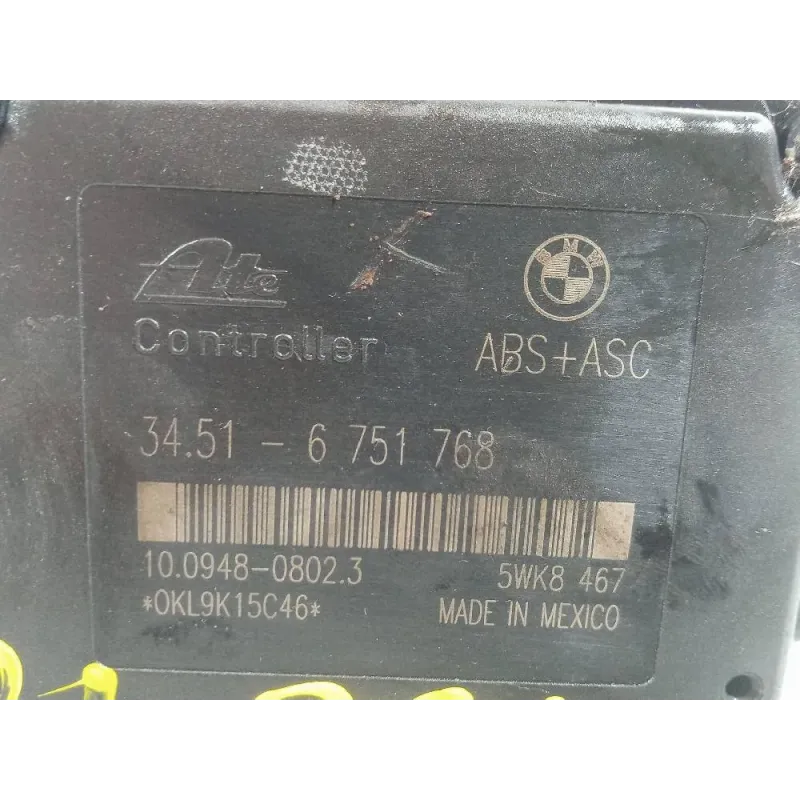 Ate
BMW
Controller
ABS+ASC
34.51 - 6 751 768
10.0948-0802.3
5WK8 467
*0KL9K15C46*
MADE IN MEXICO